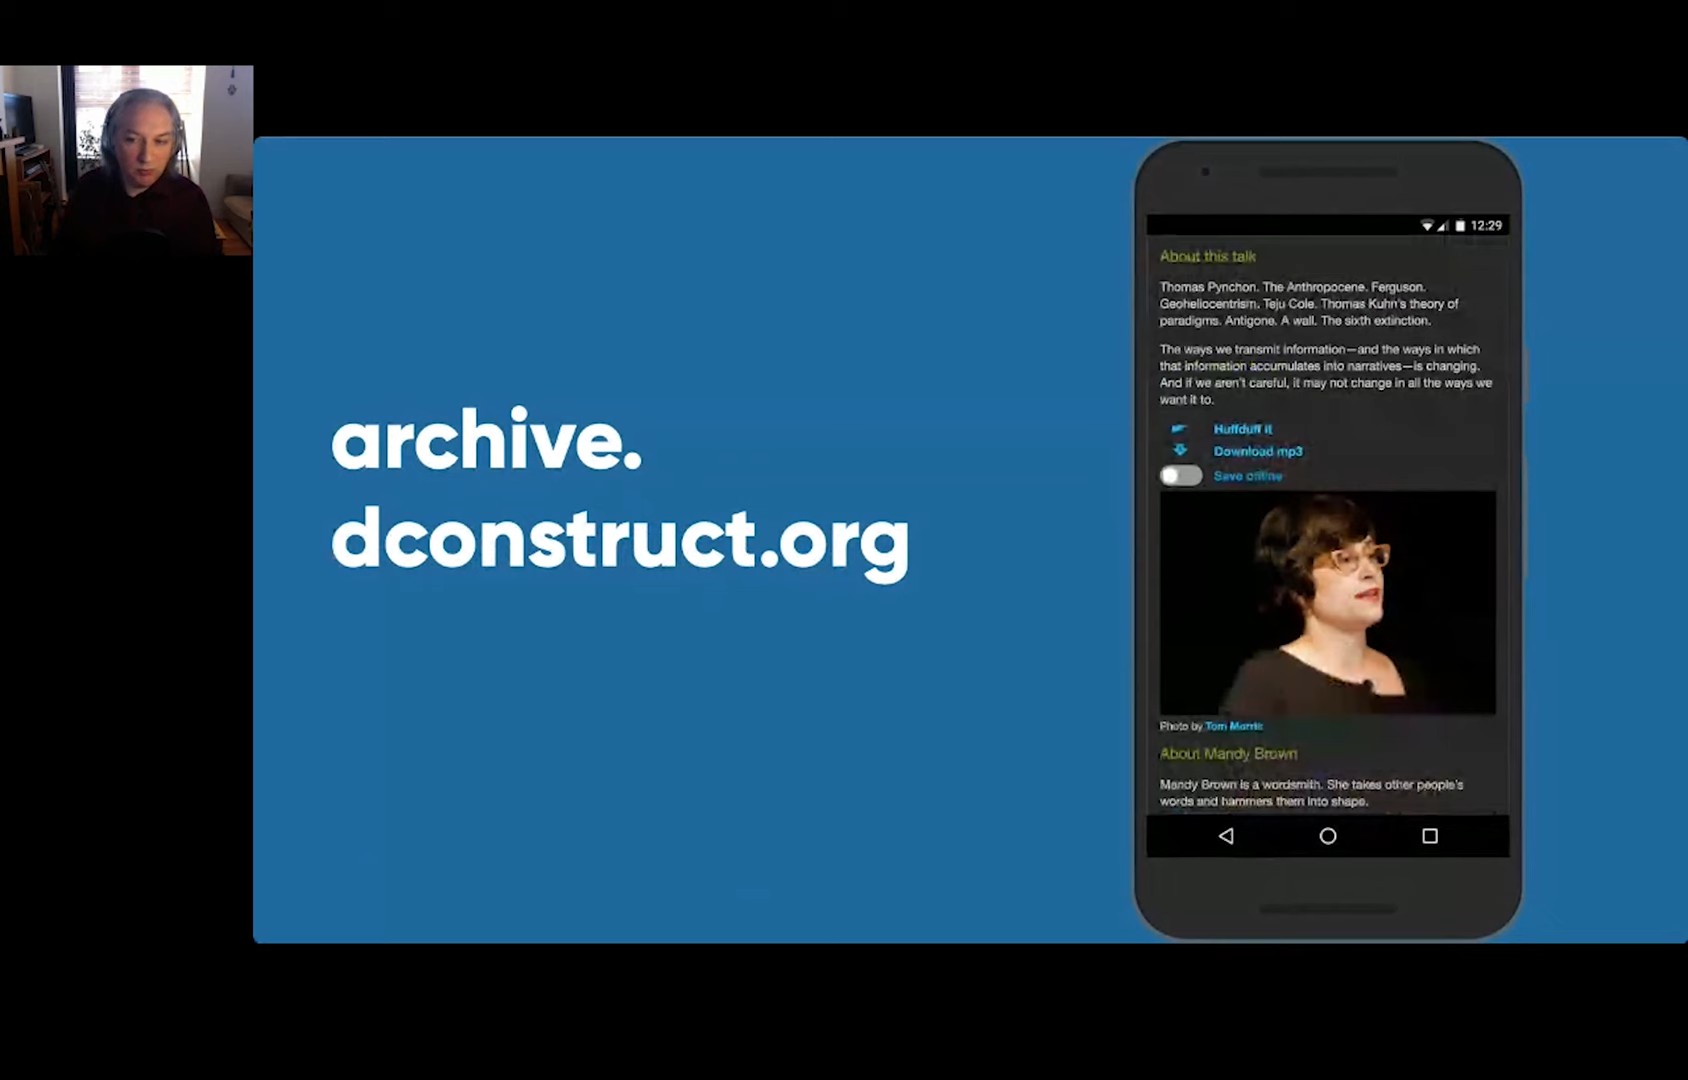 archive.
dconstruct.org
12:29
About this talk
Thomas Pynchon. The Anthropocene. Ferguson.
Geoheliocentrism. Teju Cole. Thomas Kuhn's theory of
paradigms. Antigone. A wall. The sixth extinction.
The ways we transmit information—and the ways in which
that information accumulates into narratives—is changing.
And if we aren't careful, it may not change in all the ways we
want it to.
Huffduff it
Download mp3
Save offline
Photo by Tom Morris
About Mandy Brown
Mandy Brown is a wordsmith. She takes other people's
words and hammers them into shape.